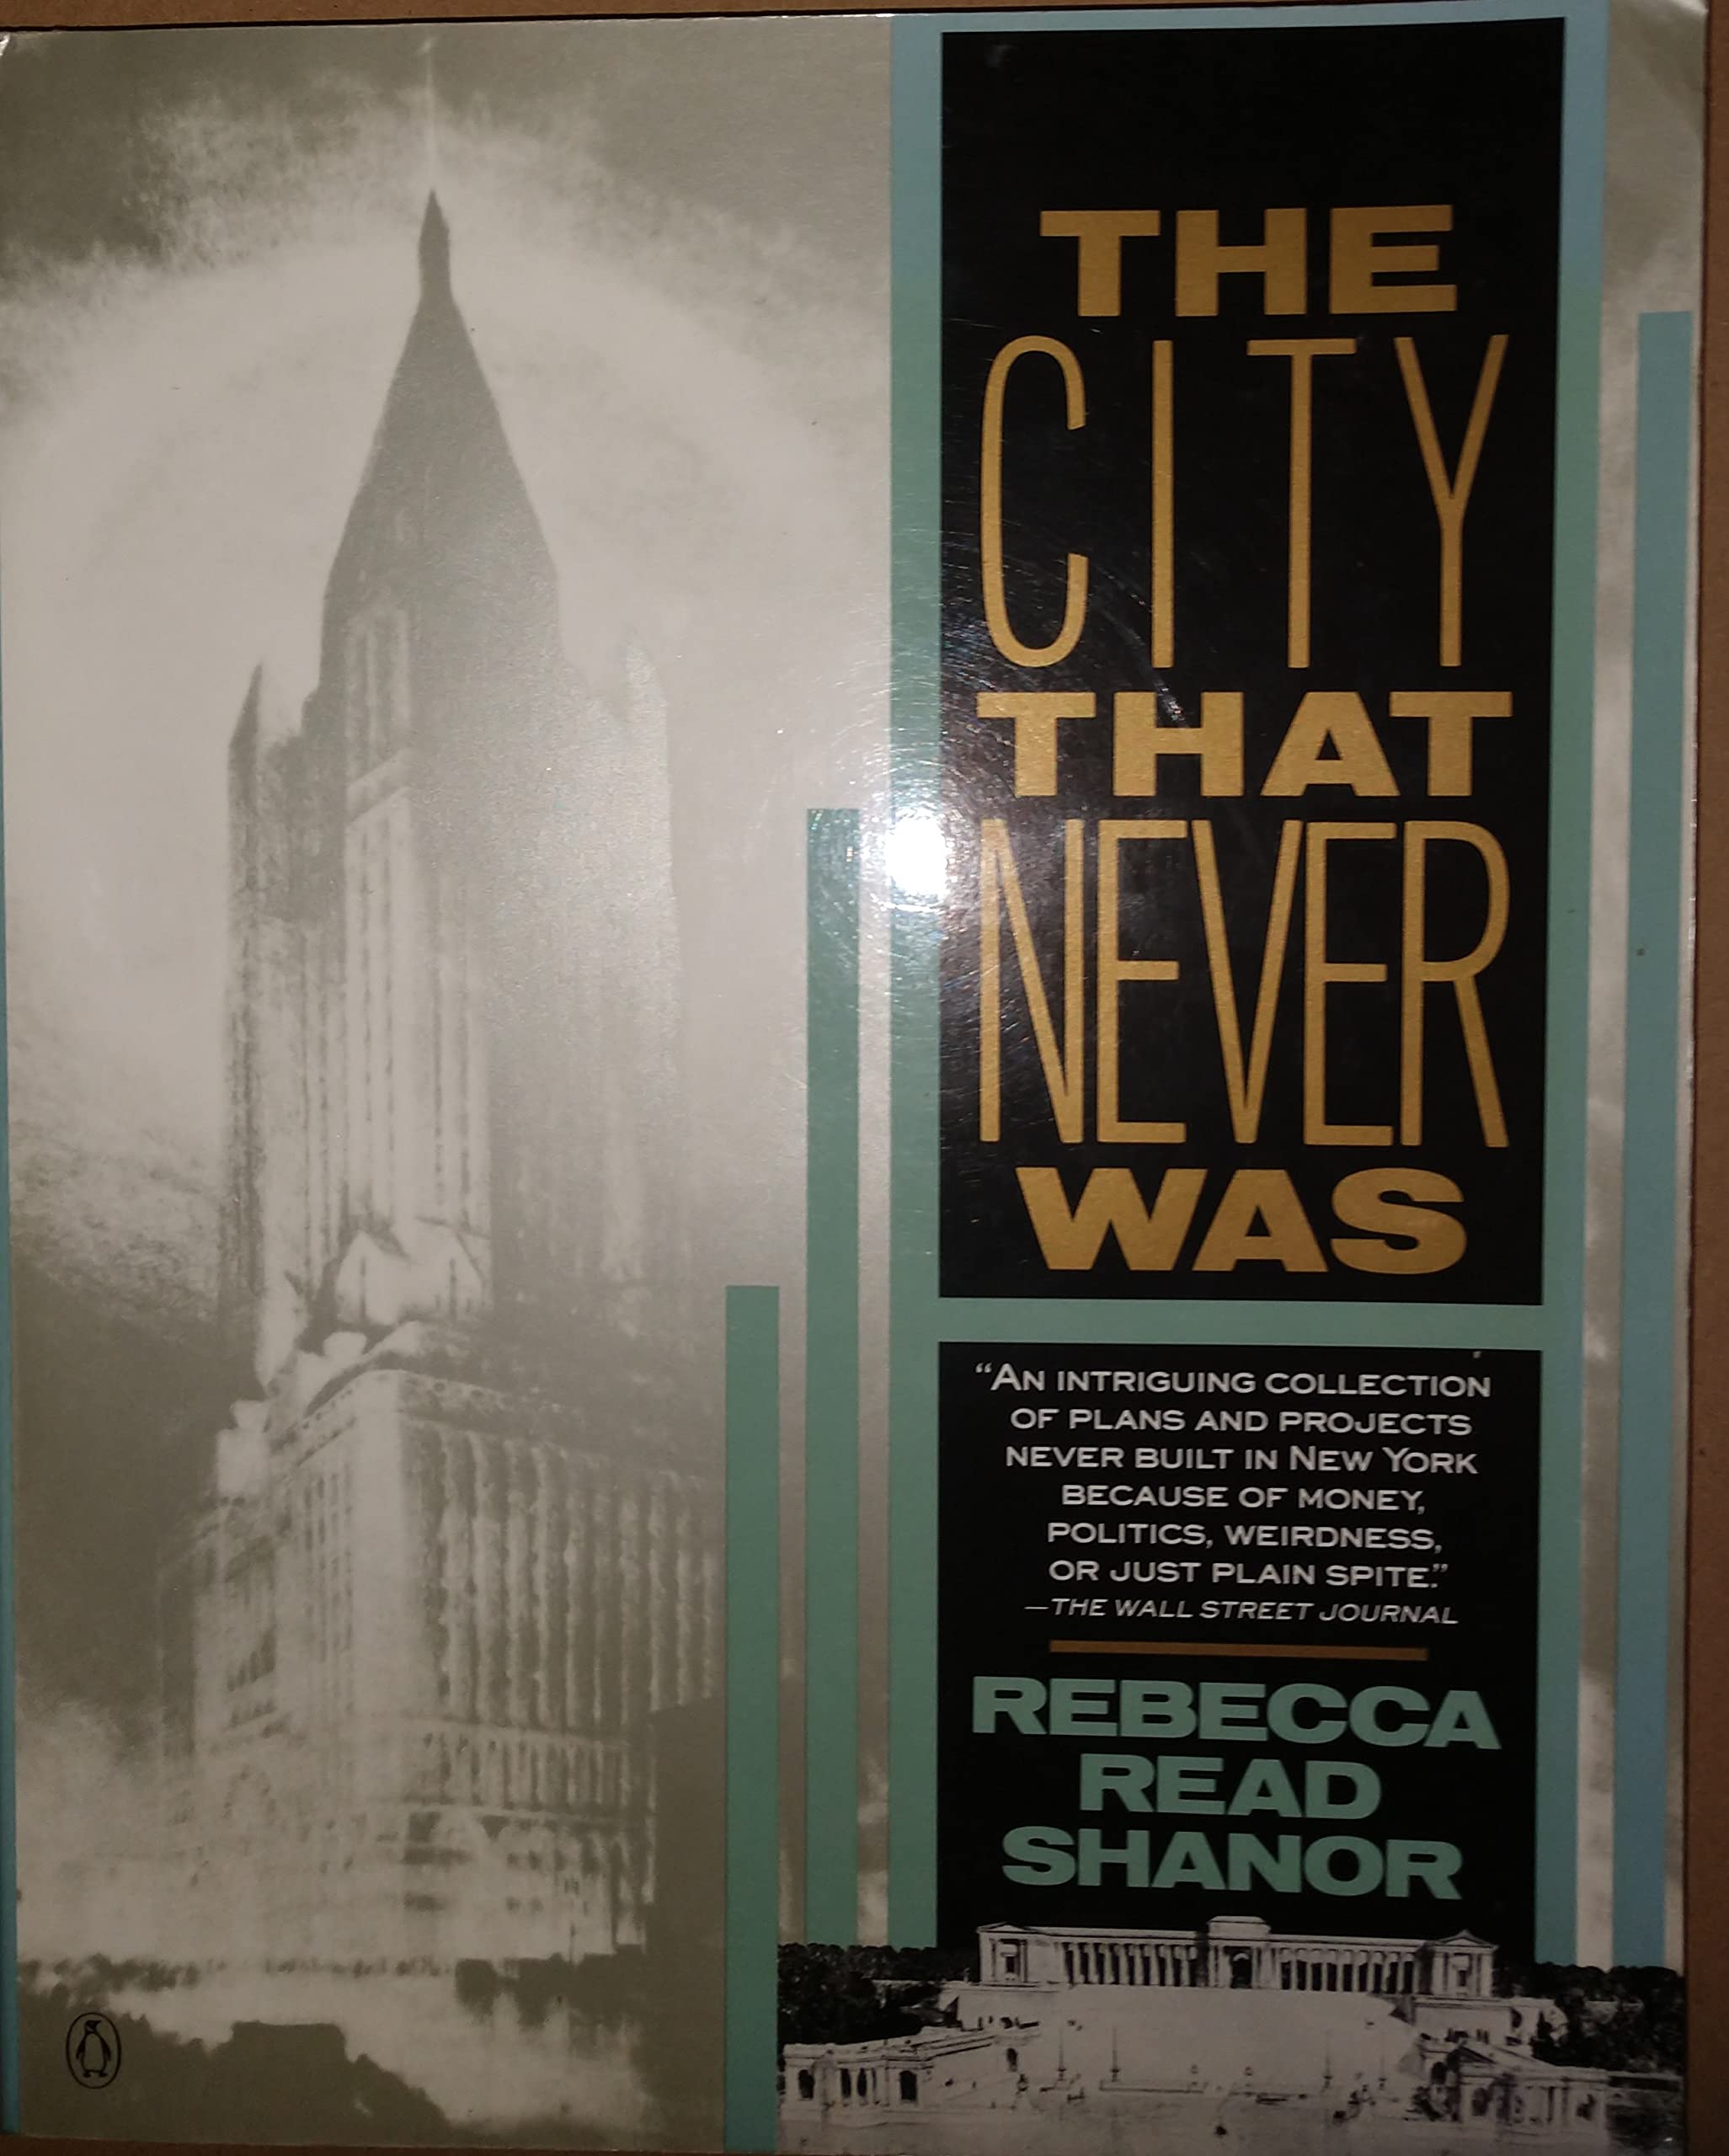 THE
CITY
THAT
NEVER
WAS
“AN INTRIGUING COLLECTION
OF PLANS AND PROJECTS
NEVER BUILT IN NEW YORK
BECAUSE OF MONEY,
POLITICS, WEIRDNESS,
OR JUST PLAIN SPITE.”
—THE WALL STREET JOURNAL
REBECCA
READ
SHANOR